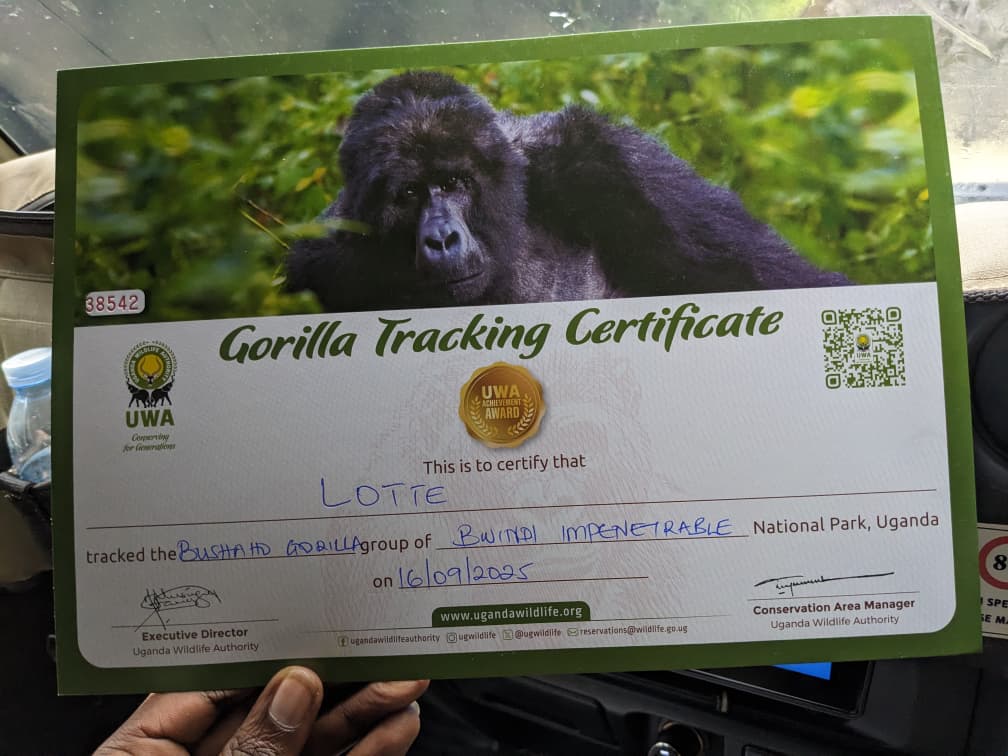 38542
Gorilla Tracking Certificate
UWA
UWA
Conserving
for Generations
UWA
ACHIEVEMENT
AWARD
This is to certify that
LOTTE
tracked the BUSHAHO GORILLA group of BWINDI IMPENETRABLE National Park, Uganda
on 16/09/2025
Executive Director
Uganda Wildlife Authority
www.ugandawildlife.org
ugandawildlifeauthority ugwildlife @ugwildlife reservations@wildlife.go.ug
Conservation Area Manager
Uganda Wildlife Authority
8